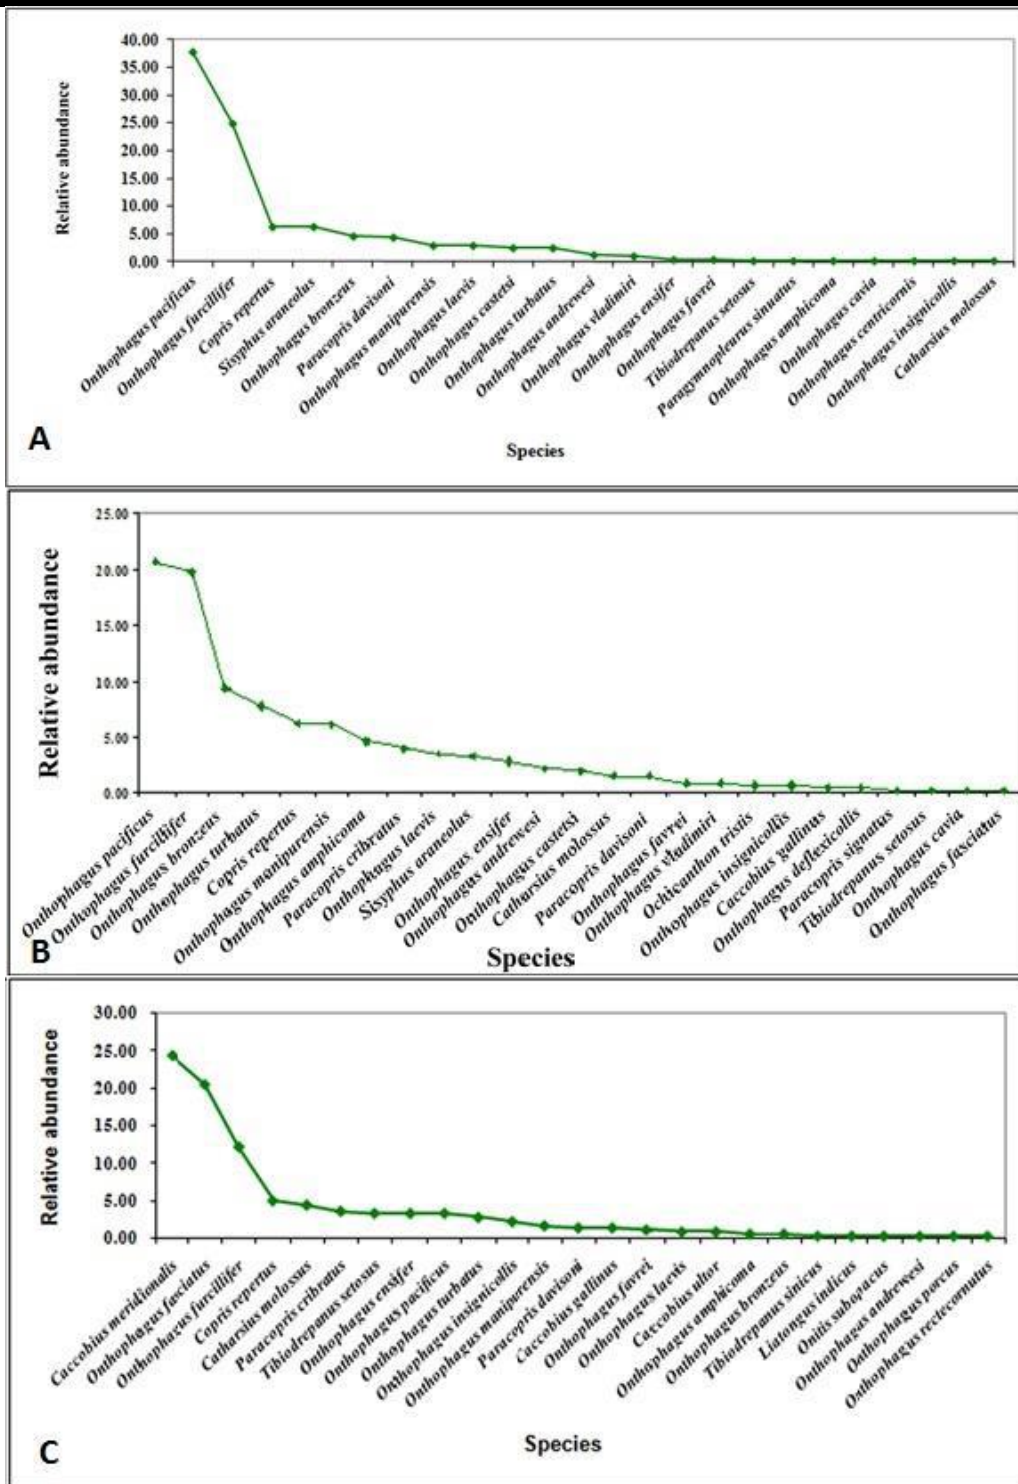 40.00
35.00
30.00
25.00
20.00
15.00
10.00
5.00
0.00
Relative abundance
Onthophagus pacificus
Onthophagus furcillifer
Copris repertus
Sisyphus araneolus
Onthophagus bronzeus
Paracopris davisoni
Onthophagus manipurensis
Onthophagus laevis
Onthophagus castetsi
Onthophagus turbatus
Onthophagus andrewesi
Onthophagus vladimiri
Onthophagus ensifer
Onthophagus favrei
Tibiodrepanus setosus
Paragymnopleurus sinuatus
Onthophagus amphicoma
Onthophagus cavia
Onthophagus centricornis
Onthophagus insignicollis
Catharsius molossus
A
Species
25.00
20.00
15.00
10.00
5.00
0.00
Relative abundance
Onthophagus pacificus
Onthophagus furcillifer
Onthophagus bronzeus
Onthophagus turbatus
Copris repertus
Onthophagus manipurensis
Onthophagus amphicoma
Paracopris cribratus
Onthophagus laevis
Sisyphus araneolus
Onthophagus ensifer
Onthophagus andrewesi
Onthophagus castetsi
Catharsius molossus
Paracopris davisoni
Onthophagus favrei
Onthophagus vladimiri
Ochicanthon tristis
Onthophagus insignicollis
Caccobius gallinus
Onthophagus deflexicollis
Paracopris signatus
Tibiodrepanus setosus
Onthophagus cavia
Onthophagus fasciatus
B
Species
30.00
25.00
20.00
15.00
10.00
5.00
0.00
Relative abundance
Caccobius meridionalis
Onthophagus fasciatus
Onthophagus furcillifer
Copris repertus
Catharsius molossus
Paracopris cribratus
Tibiodrepanus setosus
Onthophagus ensifer
Onthophagus pacificus
Onthophagus turbatus
Onthophagus insignicollis
Onthophagus manipurensis
Paracopris davisoni
Caccobius gallinus
Onthophagus favrei
Onthophagus laevis
Caccobius ultor
Onthophagus amphicoma
Onthophagus bronzeus
Tibiodrepanus sinicus
Liatongus indicus
Onitis subopacus
Onthophagus andrewesi
Onthophagus porcus
Onthophagus rectecornutus
C
Species